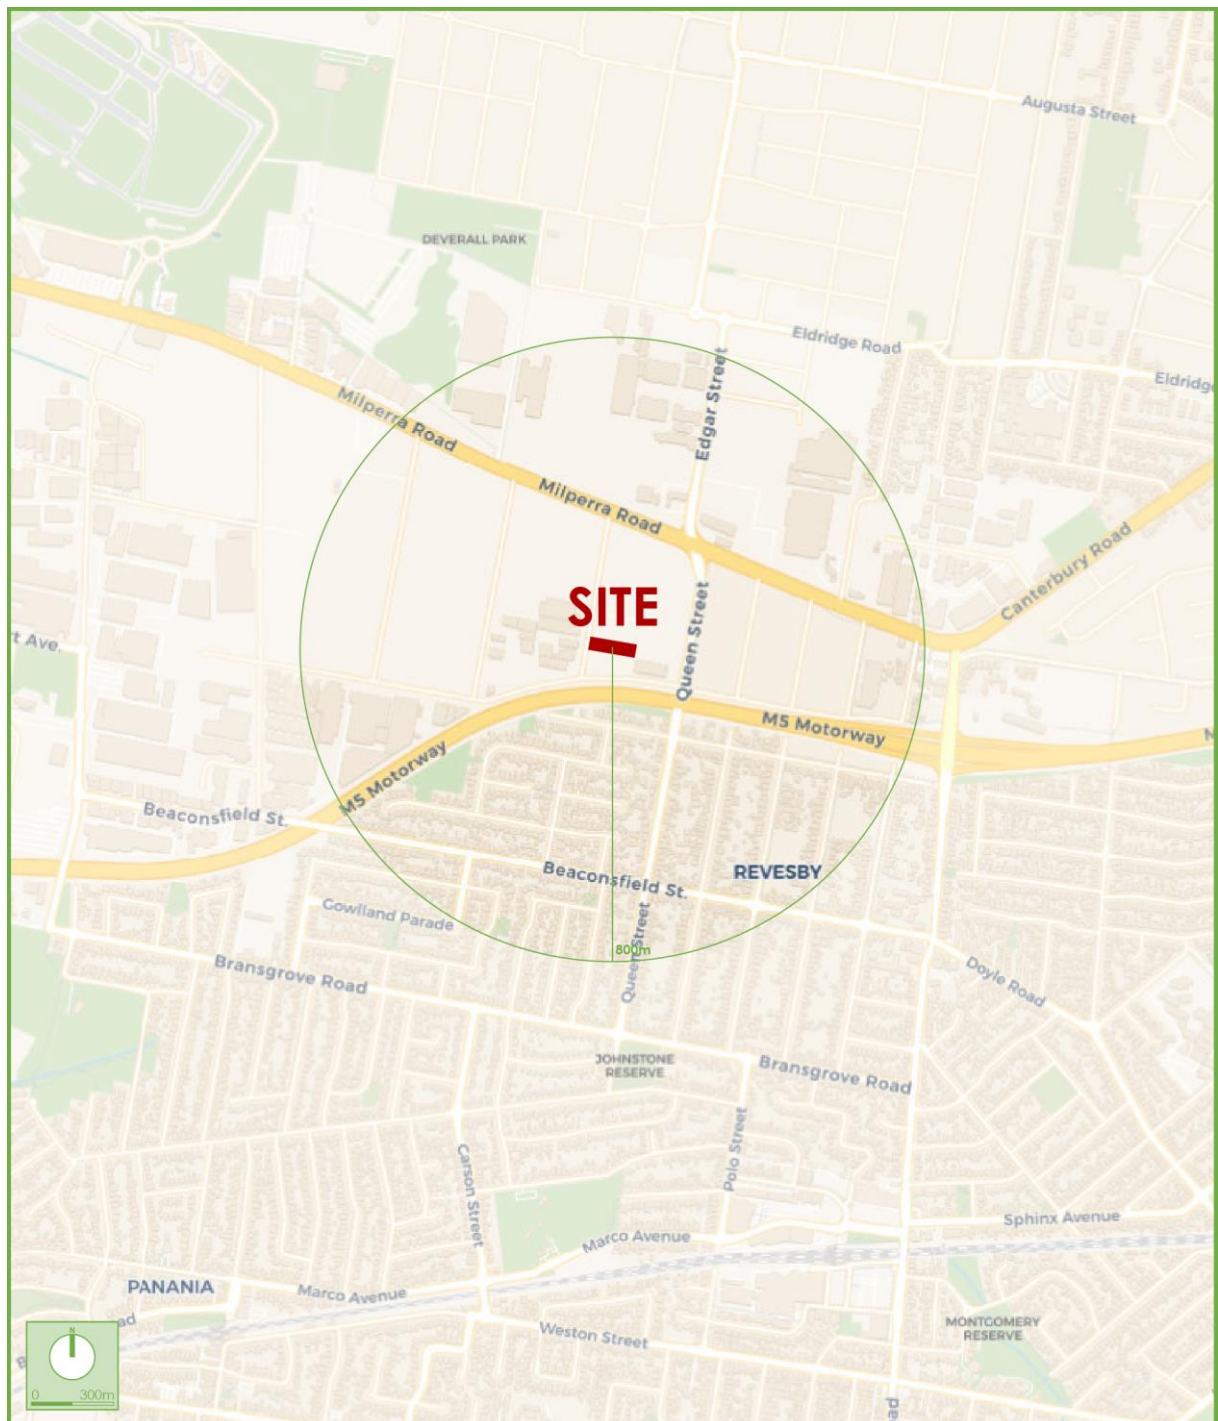 Augusta Street
DEVERALL PARK
Eldridge Road
Eldridge
Edgar Street
Milperra Road
Milperra Road
Canterbury Road
SITE
Queen Street
t Ave.
M5 Motorway
M5 Motorway
Beaconsfield St.
Beaconsfield St.
REVESBY
Gowlland Parade
Queen Street
800m
Bransgrove Road
Doyle Road
JOHNSTONE
RESERVE
Bransgrove Road
Polo Street
Carson Street
Sphinx Avenue
Marco Avenue
PANANIA
Marco Avenue
MONTGOMERY
RESERVE
Weston Street
ad
N
0 300m
ad